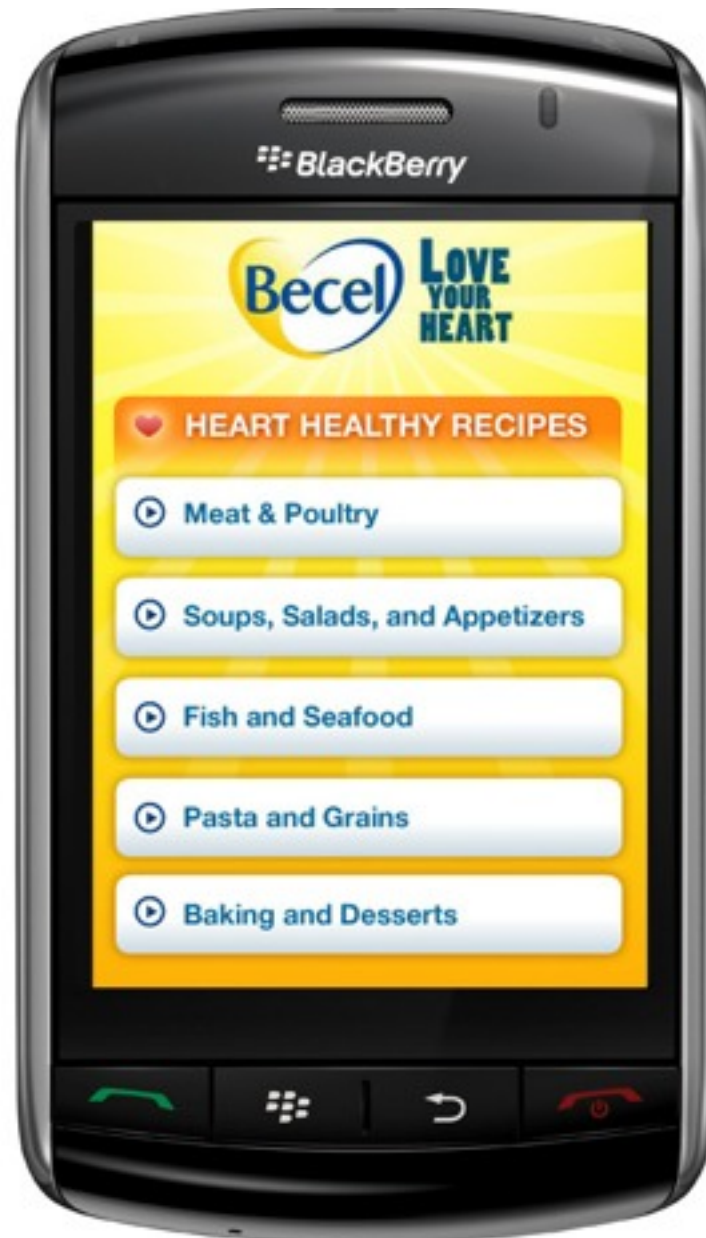 BlackBerry
Becel
LOVE
YOUR
HEART
HEART HEALTHY RECIPES
Meat & Poultry
Soups, Salads, and Appetizers
Fish and Seafood
Pasta and Grains
Baking and Desserts